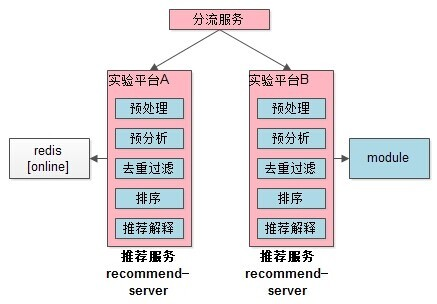 分流服务
实验平台A
预处理
预分析
去重过滤
排序
推荐解释
推荐服务
recommend–
server
实验平台B
预处理
预分析
去重过滤
排序
推荐解释
推荐服务
recommend–
server
redis
[online]
module